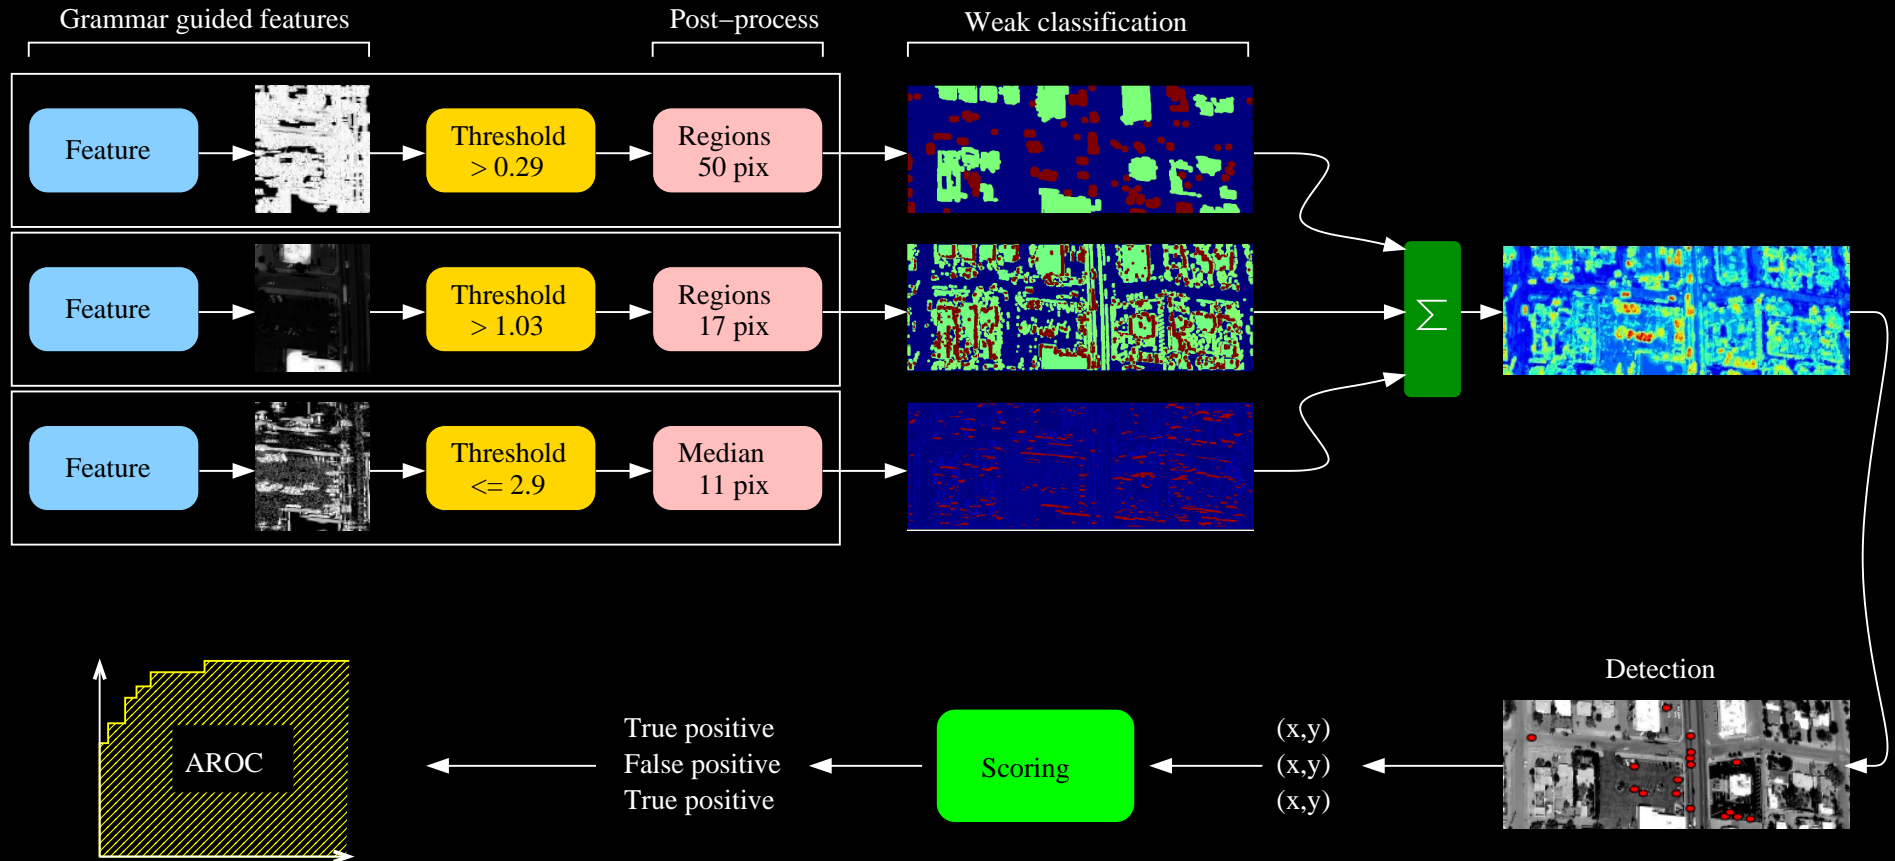 Grammar guided features
Post-process
Weak classification
Feature
Threshold
> 0.29
Regions
50 pix
Feature
Threshold
> 1.03
Regions
17 pix
Σ
Feature
Threshold
<= 2.9
Median
11 pix
Detection
AROC
True positive
False positive
True positive
Scoring
(x,y)
(x,y)
(x,y)